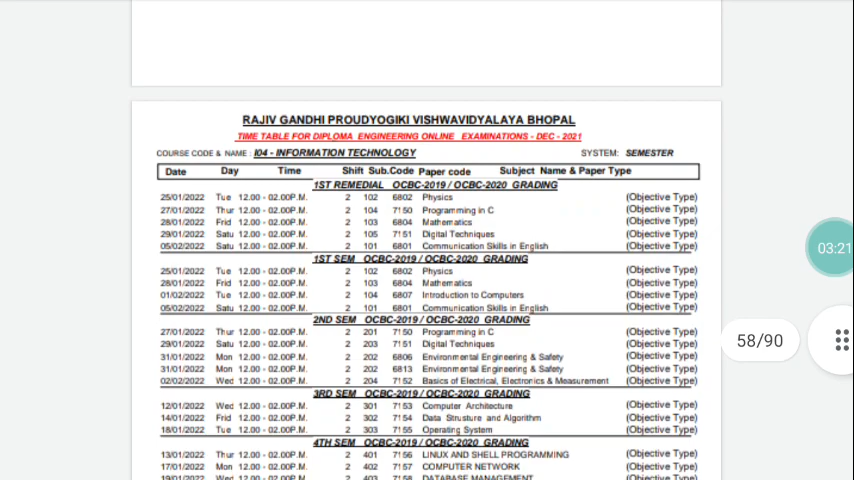 RAJIV GANDHI PROUDYOGIKI VISHWAVIDYALAYA BHOPAL
TIME TABLE FOR DIPLOMA ENGINEERING ONLINE EXAMINATIONS - DEC - 2021
COURSE CODE & NAME : I04 - INFORMATION TECHNOLOGY SYSTEM: SEMESTER
Date Day Time Shift Sub.Code Paper code Subject Name & Paper Type
1ST REMEDIAL OCBC-2019 / OCBC-2020 GRADING
25/01/2022 Tue 12.00 - 02.00P.M. 2 102 6802 Physics (Objective Type)
27/01/2022 Thur 12.00 - 02.00P.M. 2 104 7150 Programming in C (Objective Type)
28/01/2022 Frid 12.00 - 02.00P.M. 2 103 6804 Mathematics (Objective Type)
29/01/2022 Satu 12.00 - 02.00P.M. 2 105 7151 Digital Techniques (Objective Type)
05/02/2022 Satu 12.00 - 02.00P.M. 2 101 6801 Communication Skills in English (Objective Type)
1ST SEM OCBC-2019 / OCBC-2020 GRADING
25/01/2022 Tue 12.00 - 02.00P.M. 2 102 6802 Physics (Objective Type)
28/01/2022 Frid 12.00 - 02.00P.M. 2 103 6804 Mathematics (Objective Type)
01/02/2022 Tue 12.00 - 02.00P.M. 2 104 6807 Introduction to Computers (Objective Type)
05/02/2022 Satu 12.00 - 02.00P.M. 2 101 6801 Communication Skills in English (Objective Type)
2ND SEM OCBC-2019 / OCBC-2020 GRADING
27/01/2022 Thur 12.00 - 02.00P.M. 2 201 7150 Programming in C (Objective Type)
29/01/2022 Satu 12.00 - 02.00P.M. 2 203 7151 Digital Techniques (Objective Type)
31/01/2022 Mon 12.00 - 02.00P.M. 2 202 6806 Environmental Engineering & Safety (Objective Type)
31/01/2022 Mon 12.00 - 02.00P.M. 2 202 6813 Environmental Engineering & Safety (Objective Type)
02/02/2022 Wed 12.00 - 02.00P.M. 2 204 7152 Basics of Electrical, Electronics & Measurement (Objective Type)
3RD SEM OCBC-2019 / OCBC-2020 GRADING
12/01/2022 Wed 12.00 - 02.00P.M. 2 301 7153 Computer Architecture (Objective Type)
14/01/2022 Frid 12.00 - 02.00P.M. 2 302 7154 Data Structure and Algorithm (Objective Type)
18/01/2022 Tue 12.00 - 02.00P.M. 2 303 7155 Operating System (Objective Type)
4TH SEM OCBC-2019 / OCBC-2020 GRADING
13/01/2022 Thur 12.00 - 02.00P.M. 2 401 7156 LINUX AND SHELL PROGRAMMING (Objective Type)
17/01/2022 Mon 12.00 - 02.00P.M. 2 402 7157 COMPUTER NETWORK (Objective Type)
19/01/2022 Wed 12.00 - 02.00P.M. 2 403 7158 DATABASE MANAGEMENT (Objective Type)
03:21
58/90